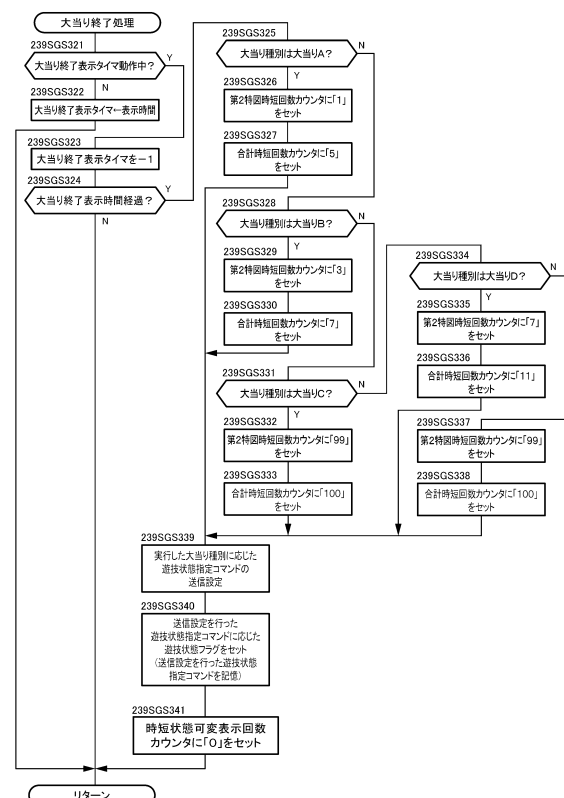 大当り終了処理
239SGS321
大当り終了表示タイマ動作中？
Y
N
239SGS322
大当り終了表示タイマ←表示時間
239SGS323
大当り終了表示タイマを－1
239SGS324
大当り終了表示時間経過？
Y
N
239SGS325
大当り種別は大当りA？
N
Y
239SGS326
第2特図時短回数カウンタに「1」
をセット
239SGS327
合計時短回数カウンタに「5」
をセット
239SGS328
大当り種別は大当りB？
N
Y
239SGS329
第2特図時短回数カウンタに「3」
をセット
239SGS330
合計時短回数カウンタに「7」
をセット
239SGS331
大当り種別は大当りC？
N
Y
239SGS332
第2特図時短回数カウンタに「99」
をセット
239SGS333
合計時短回数カウンタに「100」
をセット
239SGS334
大当り種別は大当りD？
N
Y
239SGS335
第2特図時短回数カウンタに「7」
をセット
239SGS336
合計時短回数カウンタに「11」
をセット
239SGS337
第2特図時短回数カウンタに「99」
をセット
239SGS338
合計時短回数カウンタに「100」
をセット
239SGS339
実行した大当り種別に応じた
遊技状態指定コマンドの
送信設定
239SGS340
送信設定を行った
遊技状態指定コマンドに応じた
遊技状態フラグをセット
（送信設定を行った遊技状態
指定コマンドを記憶）
239SGS341
時短状態可変表示回数
カウンタに「0」をセット
リターン